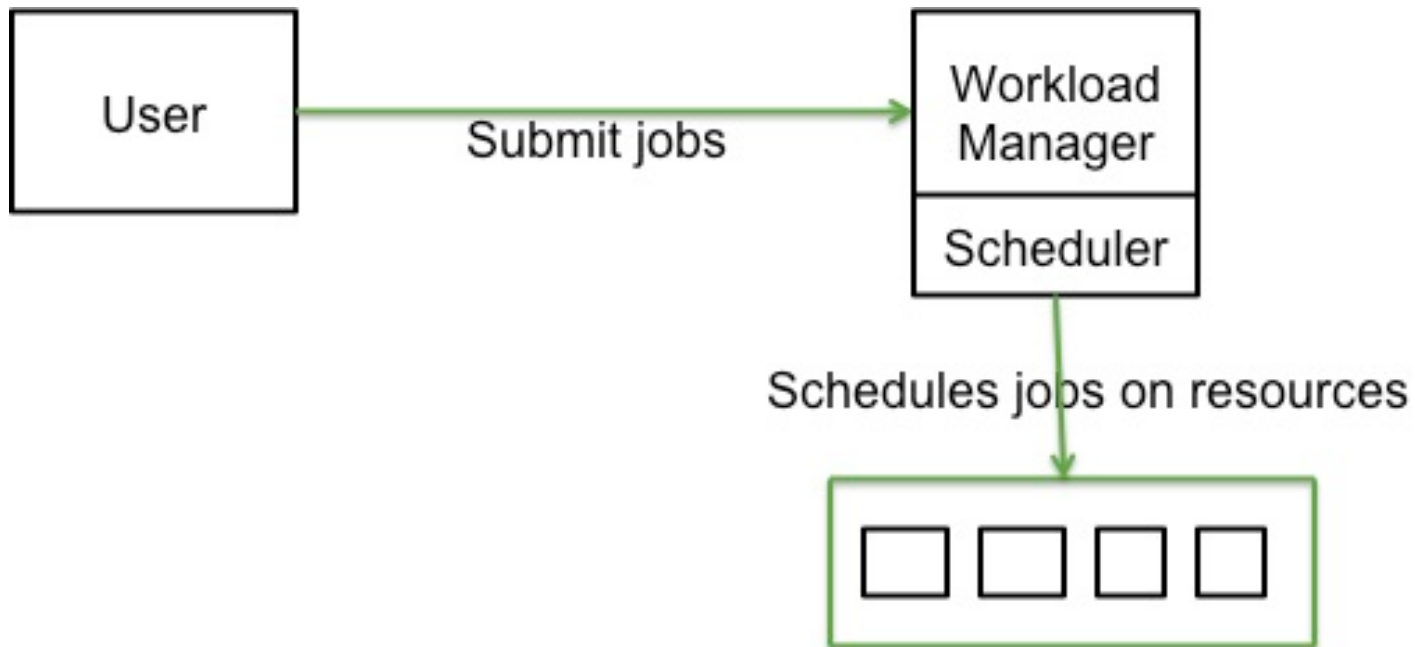 User
Submit jobs
Workload
Manager
Scheduler
Schedules jobs on resources